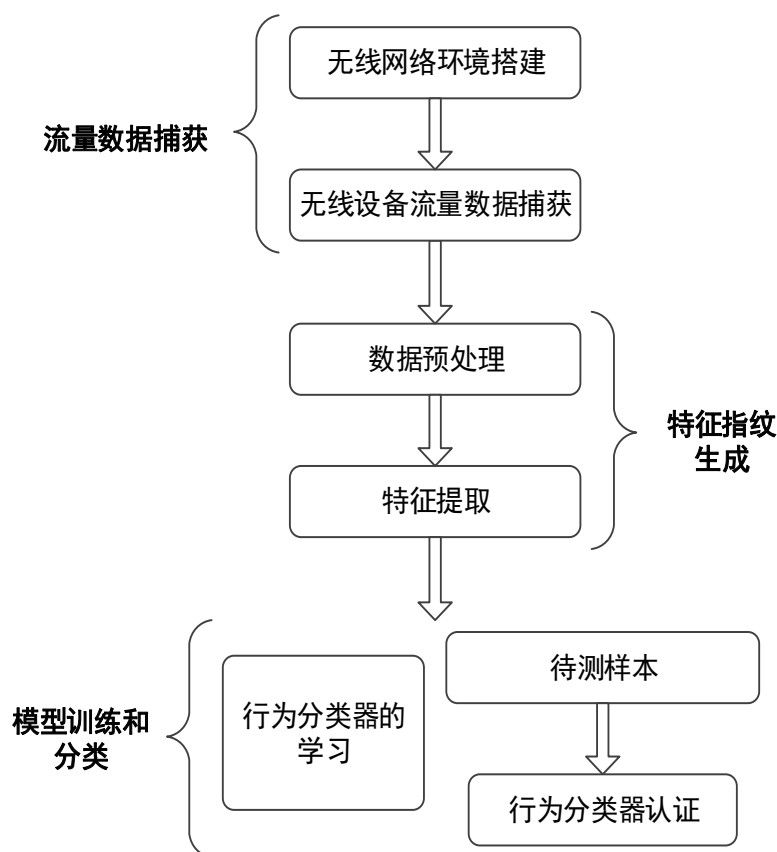 无线网络环境搭建
流量数据捕获
无线设备流量数据捕获
数据预处理
特征指纹
生成
特征提取
待测样本
行为分类器的
学习
模型训练和
分类
行为分类器认证